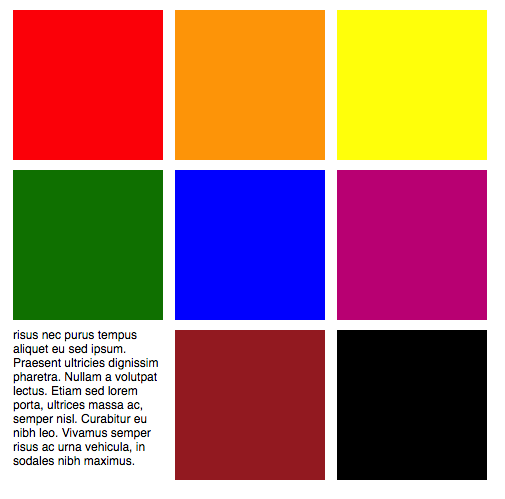 risus nec purus tempus
aliquet eu sed ipsum.
Praesent ultricies dignissim
pharetra. Nullam a volutpat
lectus. Etiam sed lorem
porta, ultrices massa ac,
semper nisl. Curabitur eu
nibh leo. Vivamus semper
risus ac urna vehicula, in
sodales nibh maximus.